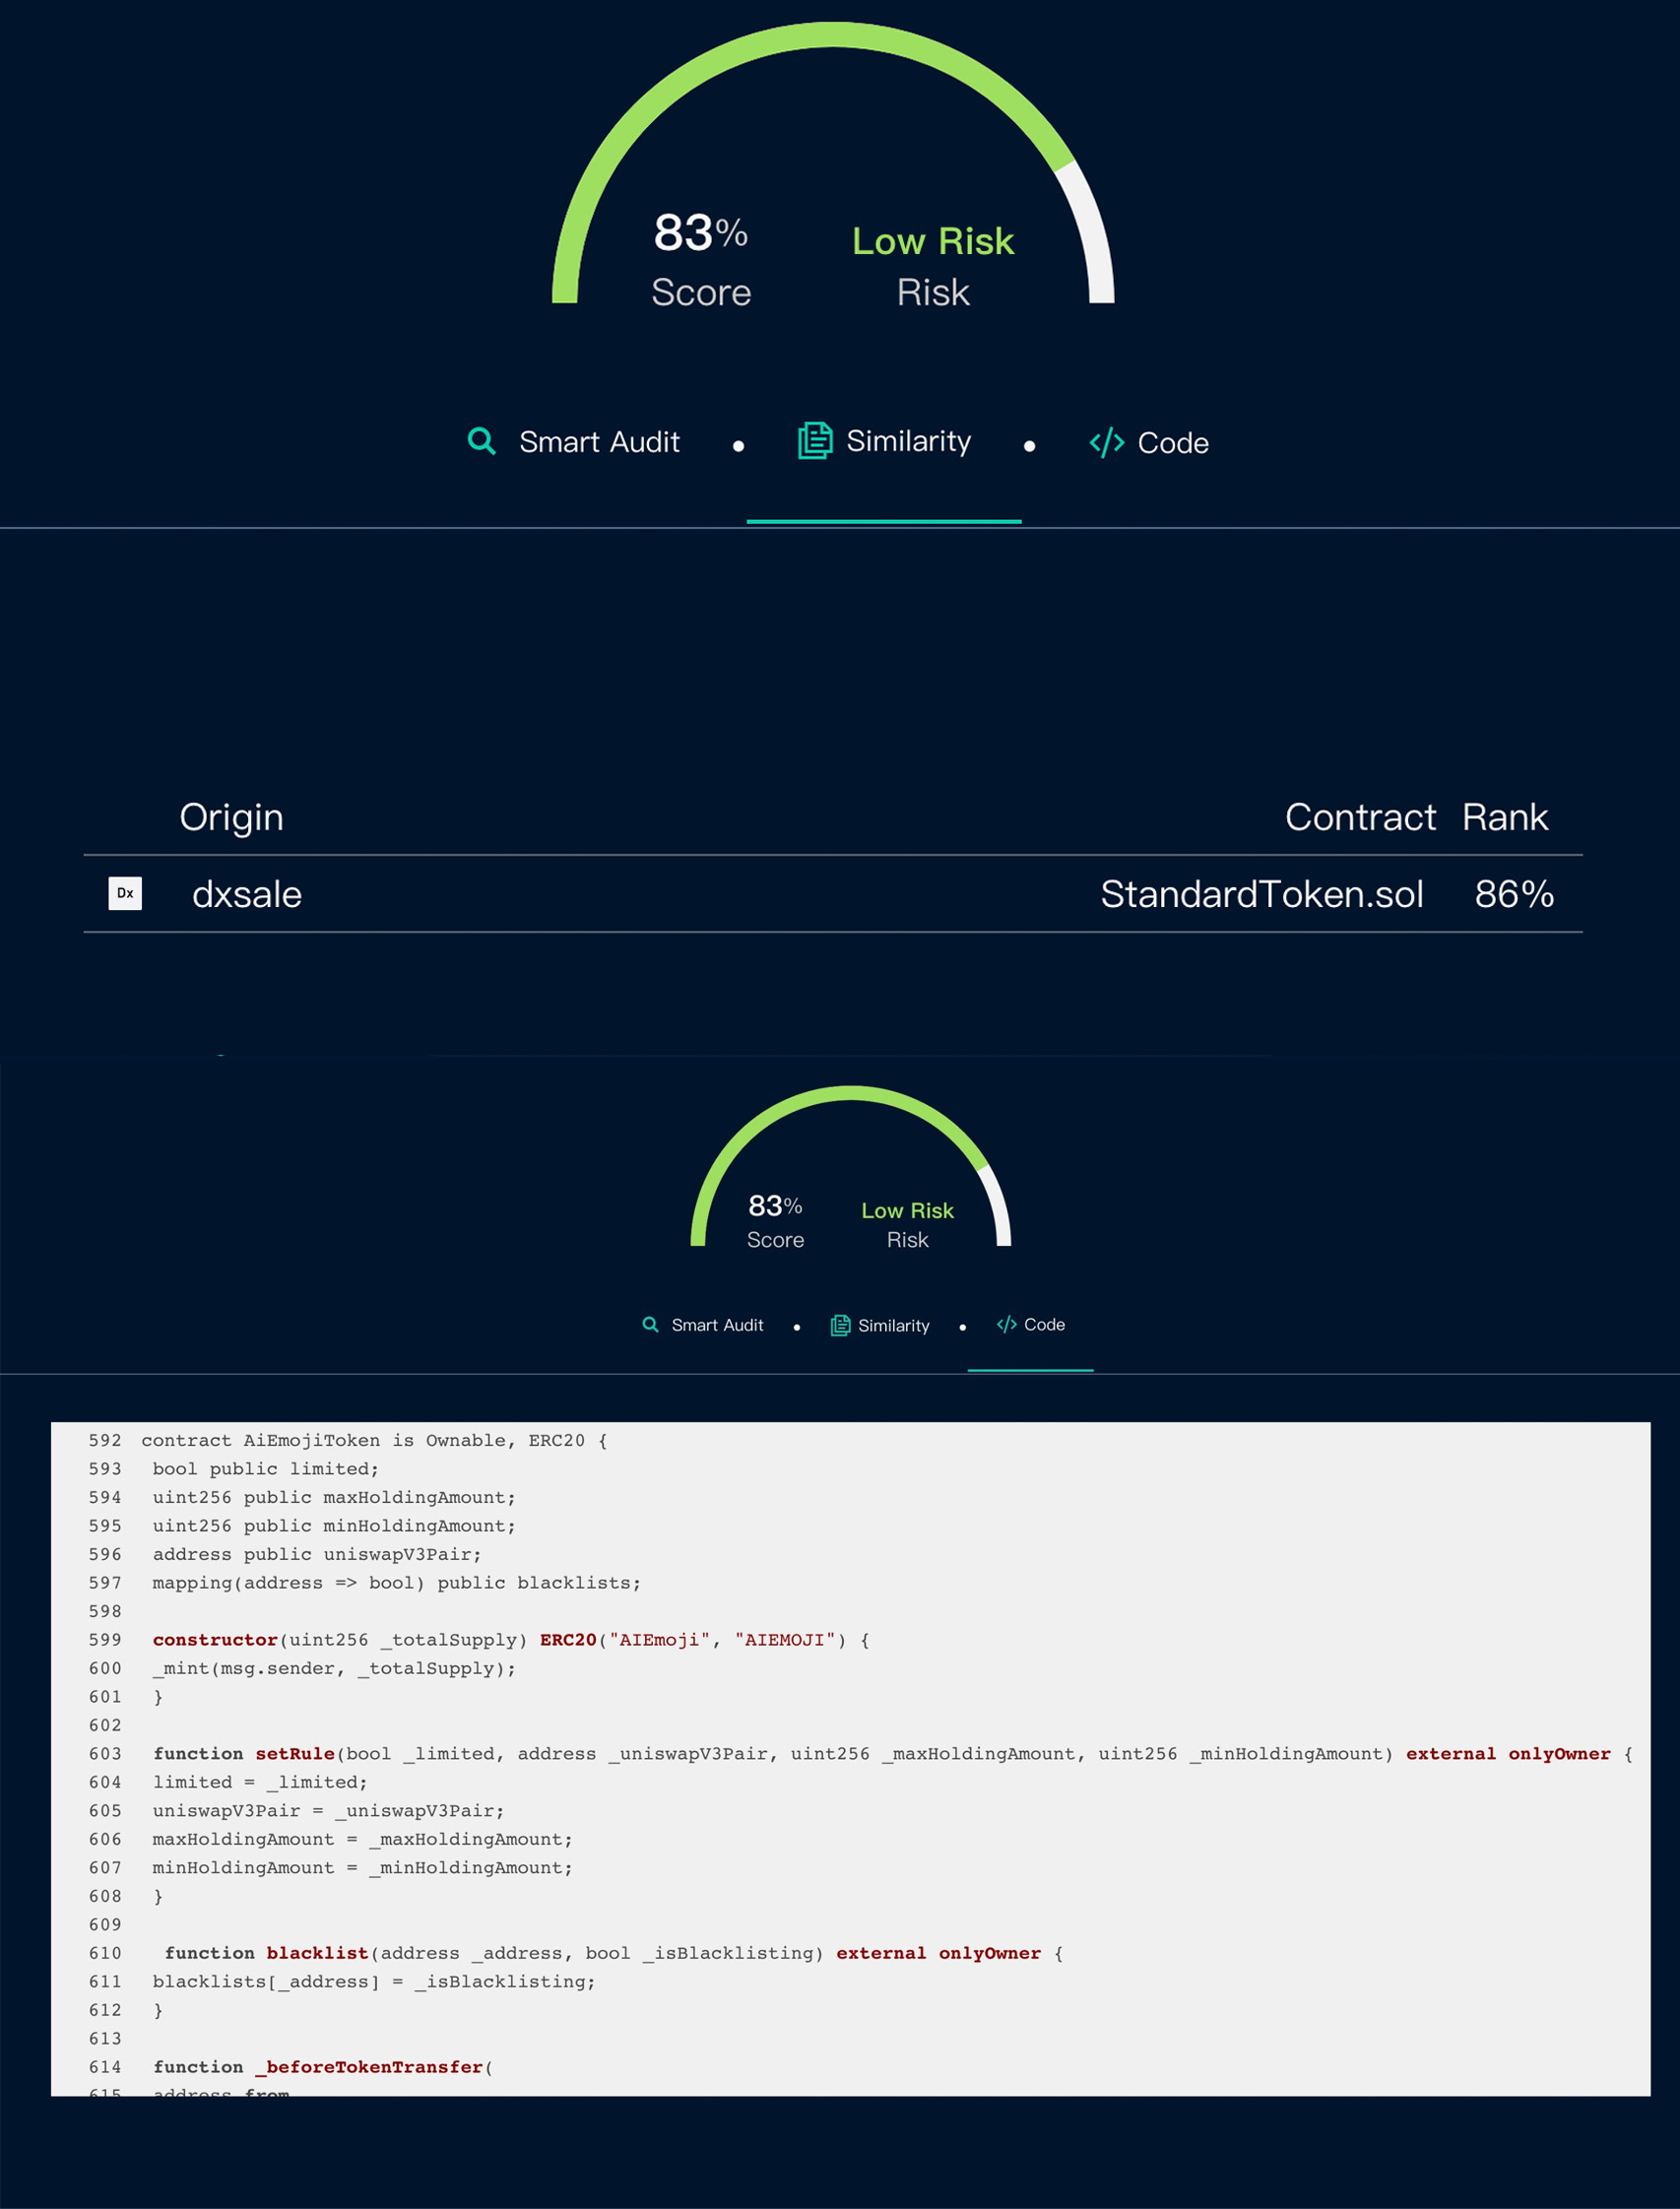 83%
Low Risk
Score
Risk
Smart Audit • Similarity • </> Code
Origin Contract Rank
Dx dxsale StandardToken.sol 86%
83%
Low Risk
Score
Risk
Smart Audit • Similarity • </> Code
592 contract AiEmojiToken is Ownable, ERC20 {
593 bool public limited;
594 uint256 public maxHoldingAmount;
595 uint256 public minHoldingAmount;
596 address public uniswapV3Pair;
597 mapping(address => bool) public blacklists;
598
599 constructor(uint256 _totalSupply) ERC20("AIEmoji", "AIEMOJI") {
600 _mint(msg.sender, _totalSupply);
601 }
602
603 function setRule(bool _limited, address _uniswapV3Pair, uint256 _maxHoldingAmount, uint256 _minHoldingAmount) external onlyOwner {
604 limited = _limited;
605 uniswapV3Pair = _uniswapV3Pair;
606 maxHoldingAmount = _maxHoldingAmount;
607 minHoldingAmount = _minHoldingAmount;
608 }
609
610 function blacklist(address _address, bool _isBlacklisting) external onlyOwner {
611 blacklists[_address] = _isBlacklisting;
612 }
613
614 function _beforeTokenTransfer(
615 address from